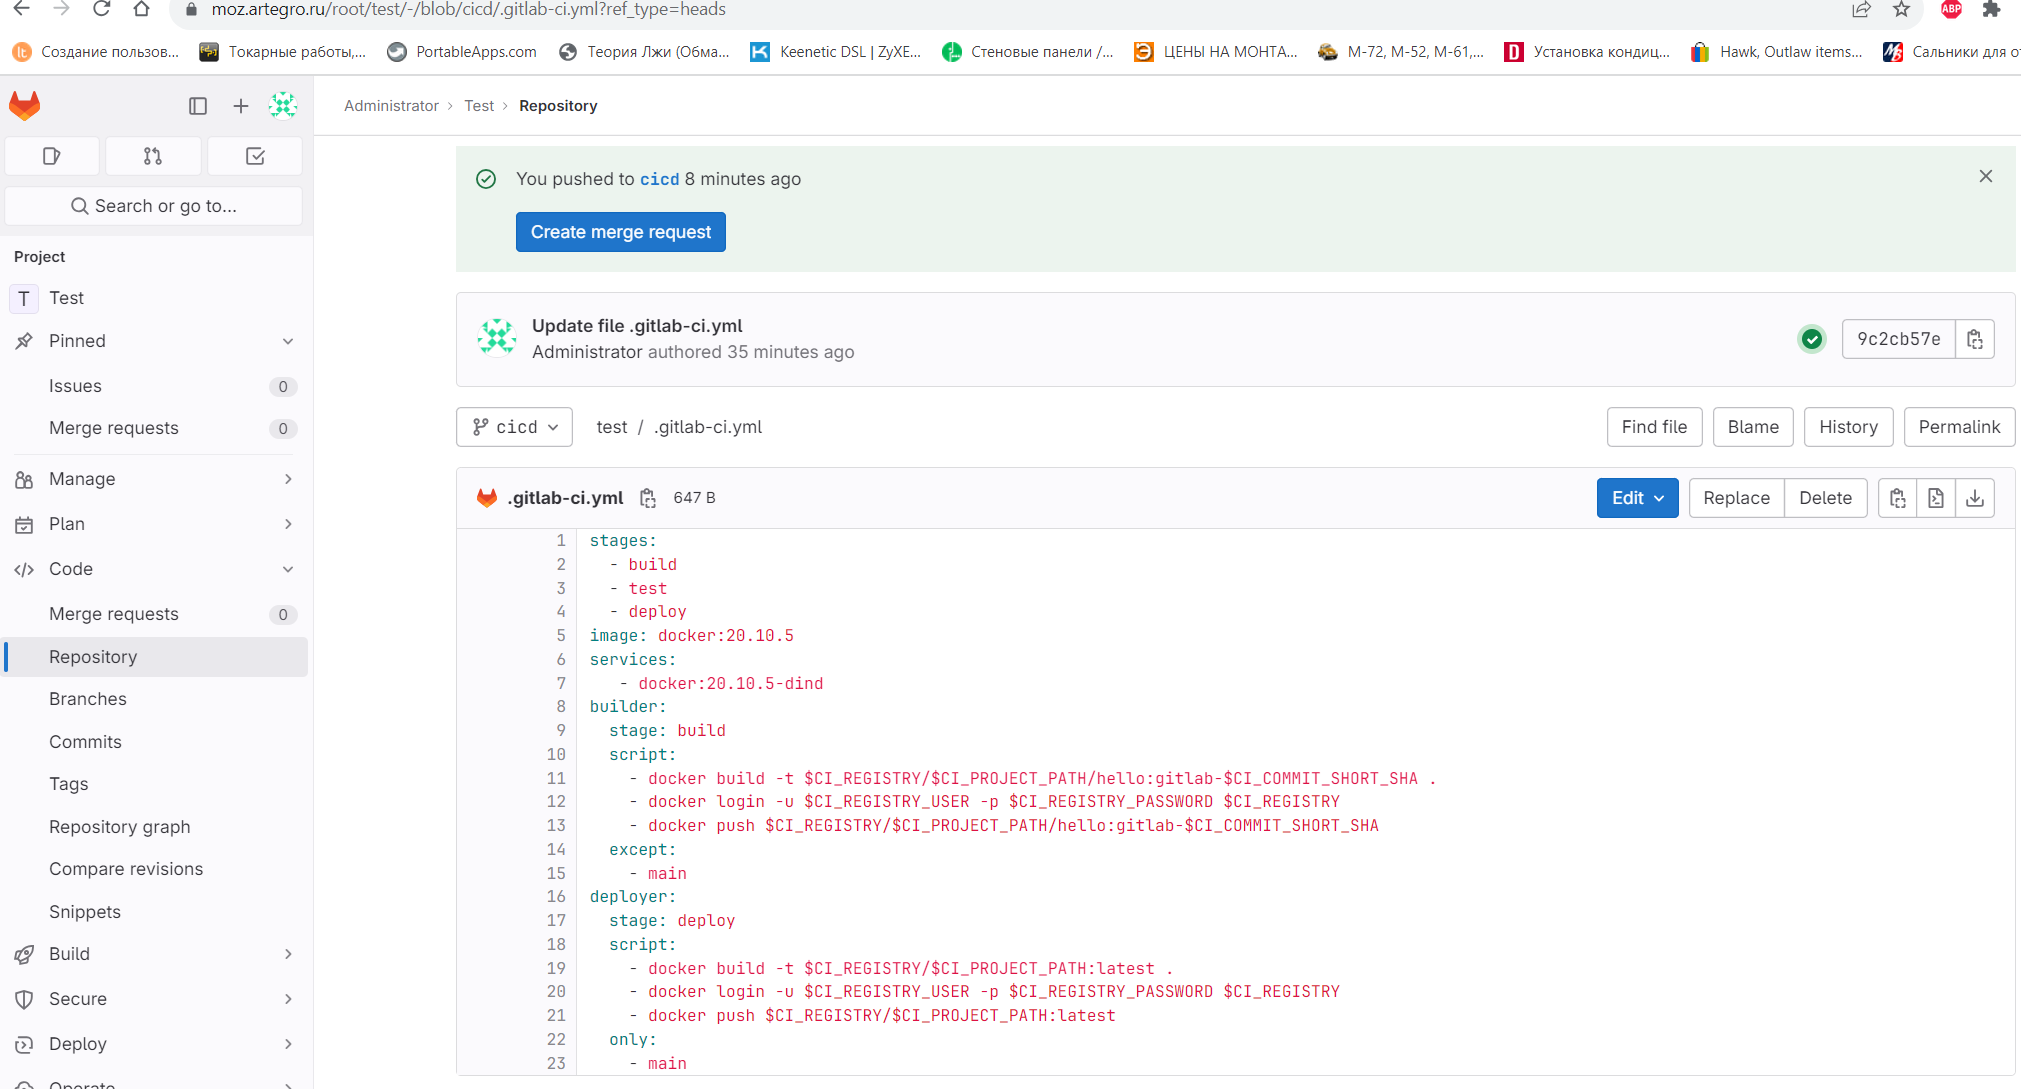 moz.artegro.ru/root/test/-/blob/cicd/.gitlab-ci.yml?ref_type=heads
ABP
lt Создание пользов...
Токарные работы,...
PortableApps.com
Теория Лжи (Обма...
Keenetic DSL | ZyXE...
Стеновые панели /...
Э ЦЕНЫ НА МОНТА...
М-72, М-52, М-61,...
D Установка кондиц...
Hawk, Outlaw items...
Сальники для о
Administrator › Test › Repository
Search or go to...
Project
T Test
Pinned
Issues 0
Merge requests 0
Manage
Plan
Code
Merge requests 0
Repository
Branches
Commits
Tags
Repository graph
Compare revisions
Snippets
Build
Secure
Deploy
Operate
You pushed to cicd 8 minutes ago
Create merge request
Update file .gitlab-ci.yml
Administrator authored 35 minutes ago
9c2cb57e
cicd
test / .gitlab-ci.yml
Find file
Blame
History
Permalink
.gitlab-ci.yml 647 B
Edit
Replace
Delete
1 stages:
2   - build
3   - test
4   - deploy
5 image: docker:20.10.5
6 services:
7    - docker:20.10.5-dind
8 builder:
9   stage: build
10   script:
11     - docker build -t $CI_REGISTRY/$CI_PROJECT_PATH/hello:gitlab-$CI_COMMIT_SHORT_SHA .
12     - docker login -u $CI_REGISTRY_USER -p $CI_REGISTRY_PASSWORD $CI_REGISTRY
13     - docker push $CI_REGISTRY/$CI_PROJECT_PATH/hello:gitlab-$CI_COMMIT_SHORT_SHA
14   except:
15     - main
16 deployer:
17   stage: deploy
18   script:
19     - docker build -t $CI_REGISTRY/$CI_PROJECT_PATH:latest .
20     - docker login -u $CI_REGISTRY_USER -p $CI_REGISTRY_PASSWORD $CI_REGISTRY
21     - docker push $CI_REGISTRY/$CI_PROJECT_PATH:latest
22   only:
23     - main